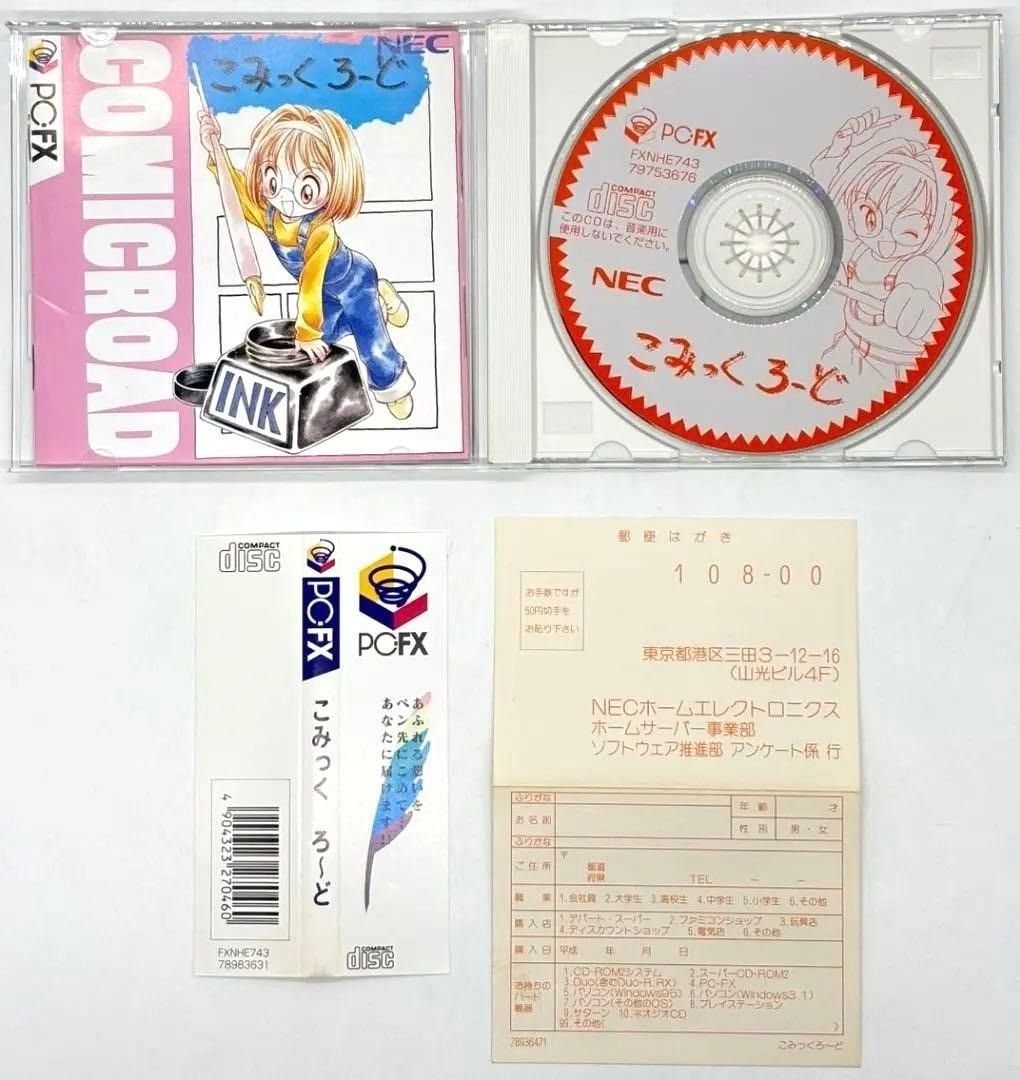 PC-FX
COMICROAD
NEC
こみっく ろーど
INK
PC-FX
FXNHE743
79753676
COMPACT
disc
このCDは、音楽用に
使用しないでください。
NEC
こみっく ろーど
COMPACT
disc
4 904323 270460
FXNHE743
78983631
PC-FX
こみっく ろ〜ど
PC-FX
あふれる想いを
ペン先にこめて…
あなたに届けます!!
COMPACT
disc
郵便はがき
108-00
お手数ですが
50円切手を
お貼り下さい
東京都港区三田3-12-16
(山光ビル4F)
NECホームエレクトロニクス
ホームサーバー事業部
ソフトウェア推進部 アンケート係 行
ふりがな
お名前
年齢 才
性別 男・女
ふりがな
ご住所 〒
都道
府県
TEL － －
職業 1.会社員 2.大学生 3.高校生 4.中学生 5.小学生 6.その他
購入店 1.デパート・スーパー 2.ファミコンショップ 3.玩具店
4.ディスカウントショップ 5.電気店 6.その他
購入日 平成 年 月 日
お持ちのハード機器
1.CD-ROM2システム 2.スーパーCD-ROM2
3.Duo(含むDuo-R.RX) 4.PC-FX
5.パソコン(Windows95) 6.パソコン(Windows3.1)
7.パソコン(その他のOS) 8.プレイステーション
9.サターン 10.ネオジオCD
99.その他( )
78936471
こみっくろ〜ど